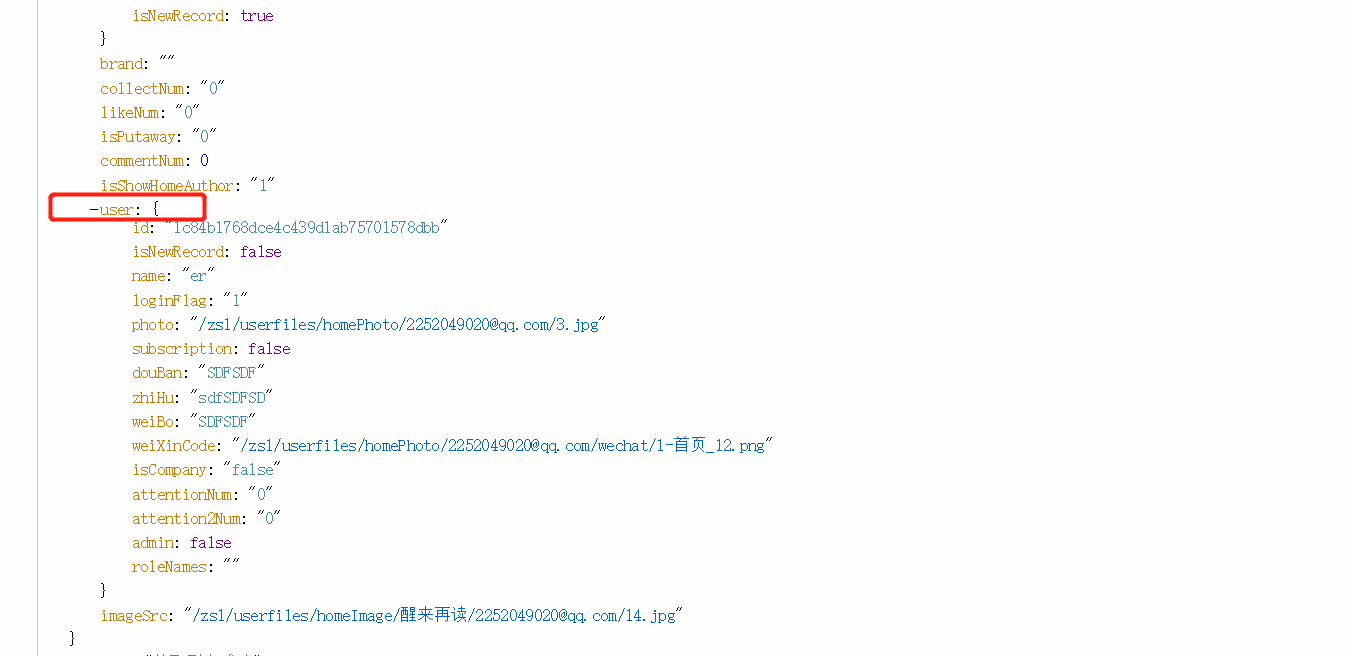 isNewRecord: true
}
brand: ""
collectNum: "0"
likeNum: "0"
isPutaway: "0"
commentNum: 0
isShowHomeAuthor: "1"
-user: {
id: "1c84b1768dce4c439d1ab75701578dbb"
isNewRecord: false
name: "er"
loginFlag: "1"
photo: "/zsl/userfiles/homePhoto/2252049020@qq.com/3.jpg"
subscription: false
douBan: "SDFSDF"
zhiHu: "sdfSDFSD"
weiBo: "SDFSDF"
weiXinCode: "/zsl/userfiles/homePhoto/2252049020@qq.com/wechat/1-首页_12.png"
isCompany: "false"
attentionNum: "0"
attention2Num: "0"
admin: false
roleNames: ""
}
imageSrc: "/zsl/userfiles/homeImage/醒来再读/2252049020@qq.com/14.jpg"
}